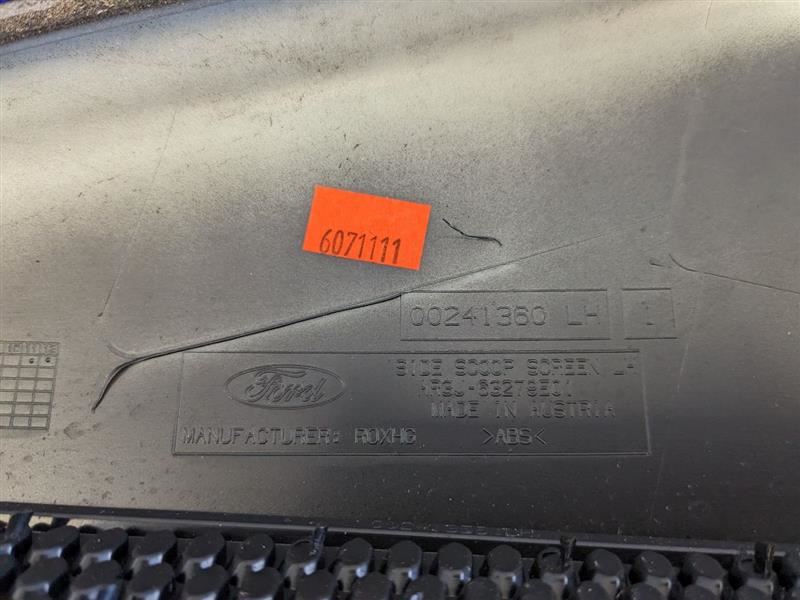 6071111
00241360 LH 1
SIDE SCOOP SCREEN LH
Ford
MADE IN AUSTRIA
MANUFACTURER: ROXHG >ABS<